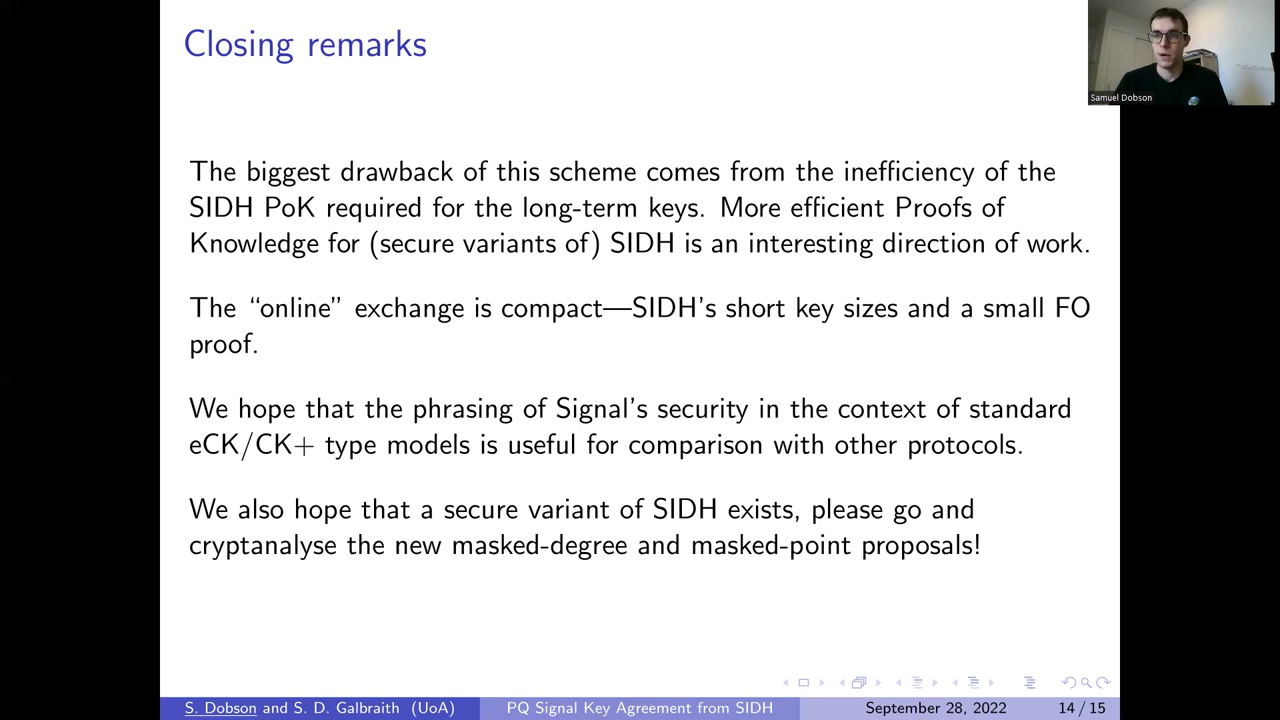 Closing remarks
Samuel Dobson
The biggest drawback of this scheme comes from the inefficiency of the
SIDH PoK required for the long-term keys. More efficient Proofs of
Knowledge for (secure variants of) SIDH is an interesting direction of work.
The “online” exchange is compact—SIDH’s short key sizes and a small FO
proof.
We hope that the phrasing of Signal’s security in the context of standard
eCK/CK+ type models is useful for comparison with other protocols.
We also hope that a secure variant of SIDH exists, please go and
cryptanalyse the new masked-degree and masked-point proposals!
S. Dobson and S. D. Galbraith (UoA) PQ Signal Key Agreement from SIDH September 28, 2022 14 / 15